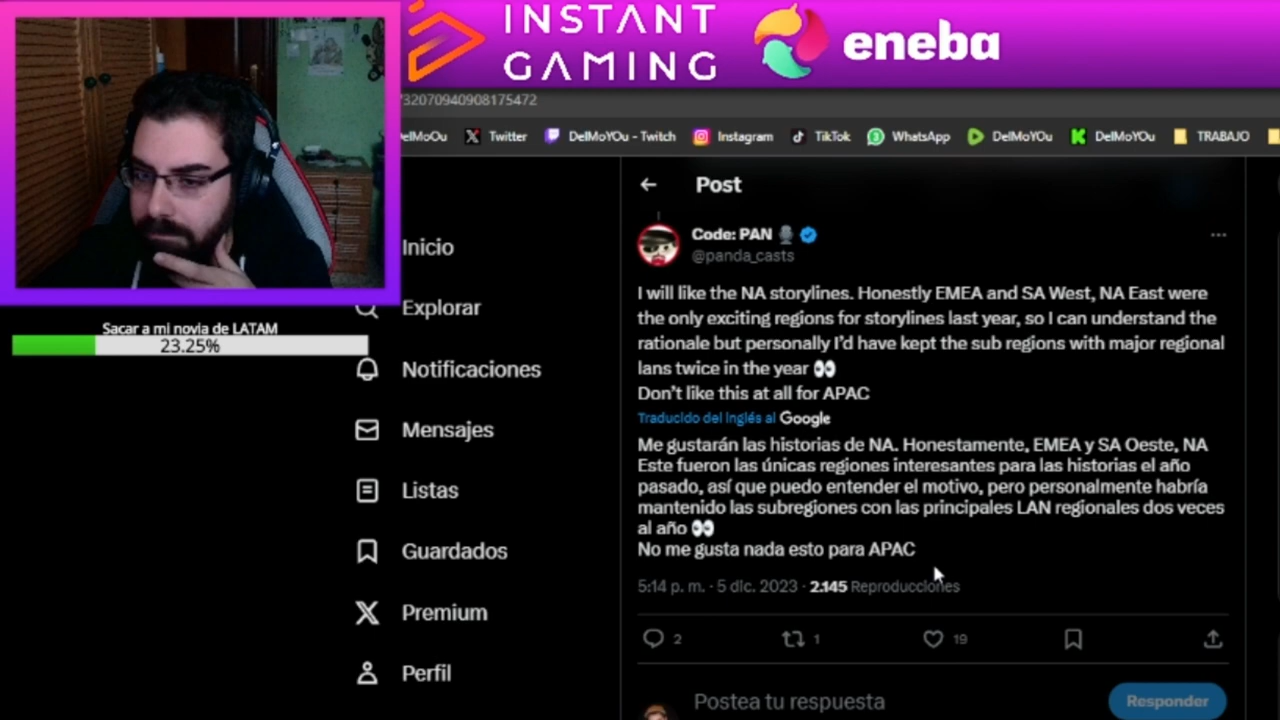 INSTANT
GAMING
eneba
32070940908175472
DelMoOu Twitter DelMoYOu - Twitch Instagram TikTok WhatsApp DelMoYOu DelMoYOu TRABAJO
Post
Code: PAN
@panda_casts
Inicio
I will like the NA storylines. Honestly EMEA and SA West, NA East were
the only exciting regions for storylines last year, so I can understand the
rationale but personally I'd have kept the sub regions with major regional
lans twice in the year 👀
Don't like this at all for APAC
Traducido del inglés al Google
Me gustarán las historias de NA. Honestamente, EMEA y SA Oeste, NA
Este fueron las únicas regiones interesantes para las historias el año
pasado, así que puedo entender el motivo, pero personalmente habría
mantenido las subregiones con las principales LAN regionales dos veces
al año 👀
No me gusta nada esto para APAC
5:14 p. m. · 5 dic. 2023 · 2.145 Reproducciones
2 1 19
Postea tu respuesta
Responder
Explorar
Sacar a mi novia de LATAM
23.25%
Notificaciones
Mensajes
Listas
Guardados
Premium
Perfil